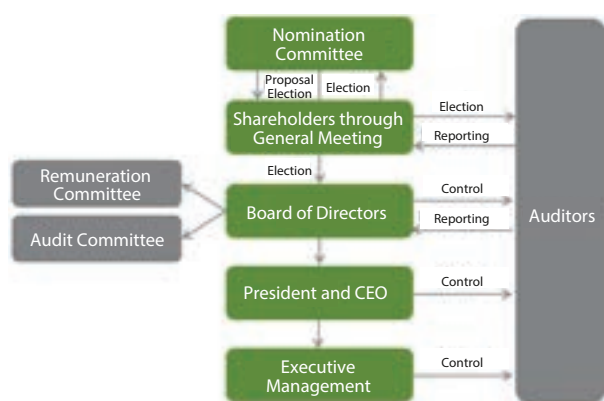 Nomination
Committee
Proposal
Election
Election
Shareholders through
General Meeting
Election
Reporting
Election
Remuneration
Committee
Audit Committee
Board of Directors
Control
Reporting
Auditors
President and CEO
Control
Executive
Management
Control